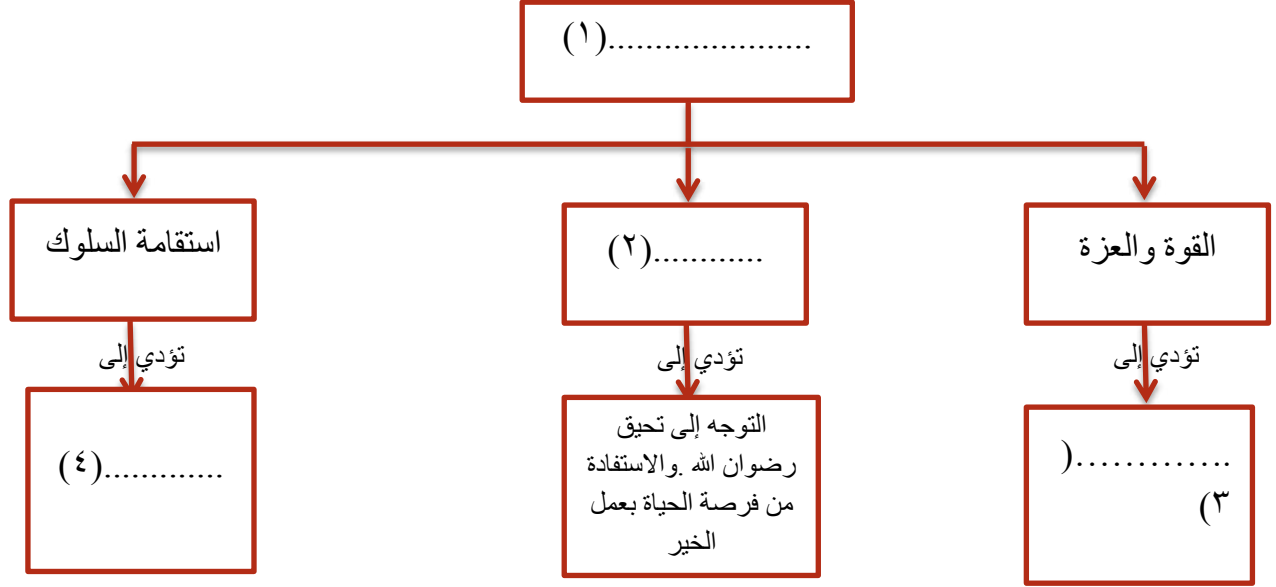 ......................(١)
القوة والعزة
............(٢)
استقامة السلوك
تؤدي إلى
تؤدي إلى
تؤدي إلى
.............(
٣)
التوجه إلى تحيق
رضوان الله .والاستفادة
من فرصة الحياة بعمل
الخير
.............(٤)